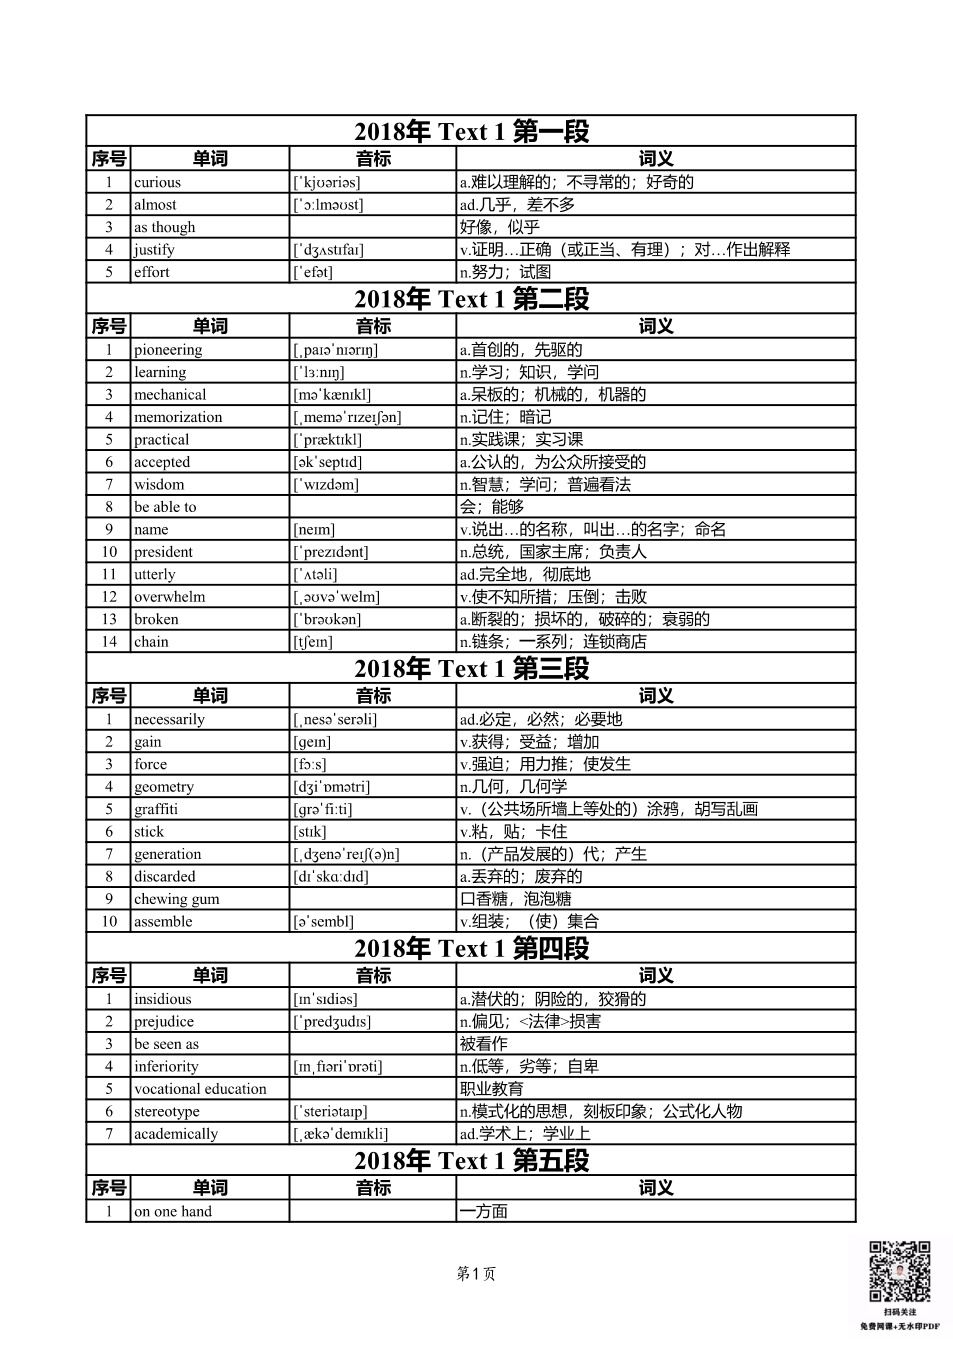 2018年 Text 1 第一段
序号 单词 音标 词义
1 curious [ˈkjʊəriəs] a.难以理解的；不寻常的；好奇的
2 almost [ˈɔːlməʊst] ad.几乎，差不多
3 as though 好像，似乎
4 justify [ˈdʒʌstɪfaɪ] v.证明…正确（或正当、有理）；对…作出解释
5 effort [ˈefət] n.努力；试图
2018年 Text 1 第二段
序号 单词 音标 词义
1 pioneering [ˌpaɪəˈnɪərɪŋ] a.首创的，先驱的
2 learning [ˈlɜːnɪŋ] n.学习；知识，学问
3 mechanical [məˈkænɪkl] a.呆板的；机械的，机器的
4 memorization [ˌmeməˈrɪzeɪʃən] n.记住；暗记
5 practical [ˈpræktɪkl] n.实践课；实习课
6 accepted [əkˈseptɪd] a.公认的，为公众所接受的
7 wisdom [ˈwɪzdəm] n.智慧；学问；普遍看法
8 be able to 会；能够
9 name [neɪm] v.说出…的名称，叫出…的名字；命名
10 president [ˈprezɪdənt] n.总统，国家主席；负责人
11 utterly [ˈʌtəli] ad.完全地，彻底地
12 overwhelm [ˌəʊvəˈwelm] v.使不知所措；压倒；击败
13 broken [ˈbrəʊkən] a.断裂的；损坏的，破碎的；衰弱的
14 chain [tʃeɪn] n.链条；一系列；连锁商店
2018年 Text 1 第三段
序号 单词 音标 词义
1 necessarily [ˌnesəˈserəli] ad.必定，必然；必要地
2 gain [ɡeɪn] v.获得；受益；增加
3 force [fɔːs] v.强迫；用力推；使发生
4 geometry [dʒiˈɒmətri] n.几何，几何学
5 graffiti [ɡrəˈfiːti] v.（公共场所墙上等处的）涂鸦，胡写乱画
6 stick [stɪk] v.粘，贴；卡住
7 generation [ˌdʒenəˈreɪʃ(ə)n] n.（产品发展的）代；产生
8 discarded [dɪˈskɑːdɪd] a.丢弃的；废弃的
9 chewing gum 口香糖，泡泡糖
10 assemble [əˈsembl] v.组装；（使）集合
2018年 Text 1 第四段
序号 单词 音标 词义
1 insidious [ɪnˈsɪdiəs] a.潜伏的；阴险的，狡猾的
2 prejudice [ˈpredʒudɪs] n.偏见；<法律>损害
3 be seen as 被看作
4 inferiority [ɪnˌfɪəriˈɒrəti] n.低等，劣等；自卑
5 vocational education 职业教育
6 stereotype [ˈsteriətaɪp] n.模式化的思想，刻板印象；公式化人物
7 academically [ˌækəˈdemɪkli] ad.学术上；学业上
2018年 Text 1 第五段
序号 单词 音标 词义
1 on one hand 一方面
第1页
扫码关注
免费网课+无水印PDF